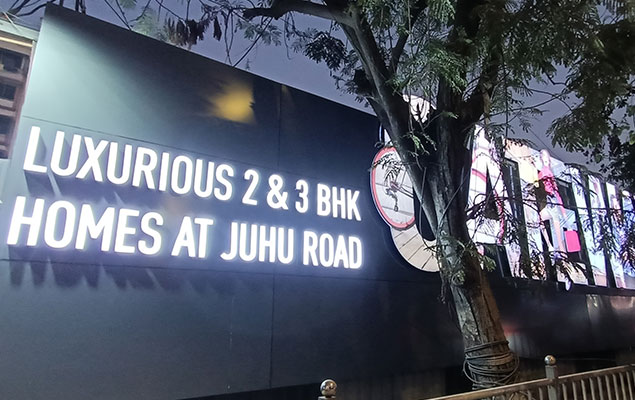 LUXURIOUS 2 & 3 BHK
HOMES AT JUHU ROAD